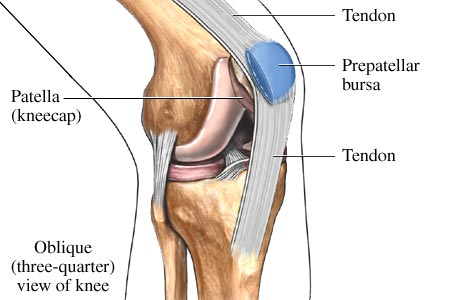 Tendon
Prepatellar
bursa
Patella
(kneecap)
Tendon
Oblique
(three-quarter)
view of knee